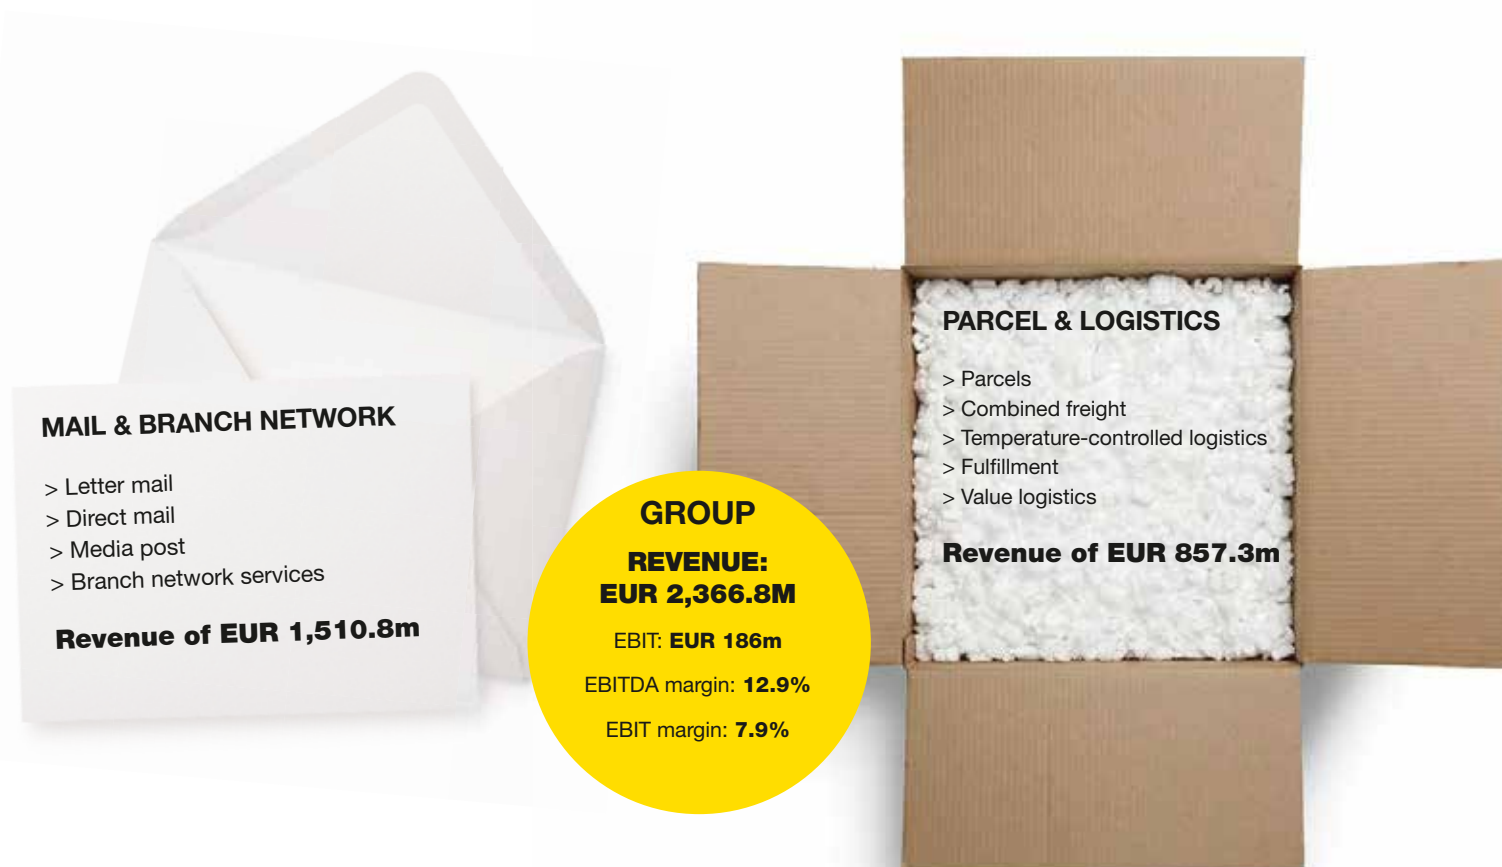 MAIL & BRANCH NETWORK
> Letter mail
> Direct mail
> Media post
> Branch network services
Revenue of EUR 1,510.8m
GROUP
REVENUE:
EUR 2,366.8M
EBIT: EUR 186m
EBITDA margin: 12.9%
EBIT margin: 7.9%
PARCEL & LOGISTICS
> Parcels
> Combined freight
> Temperature-controlled logistics
> Fulfillment
> Value logistics
Revenue of EUR 857.3m